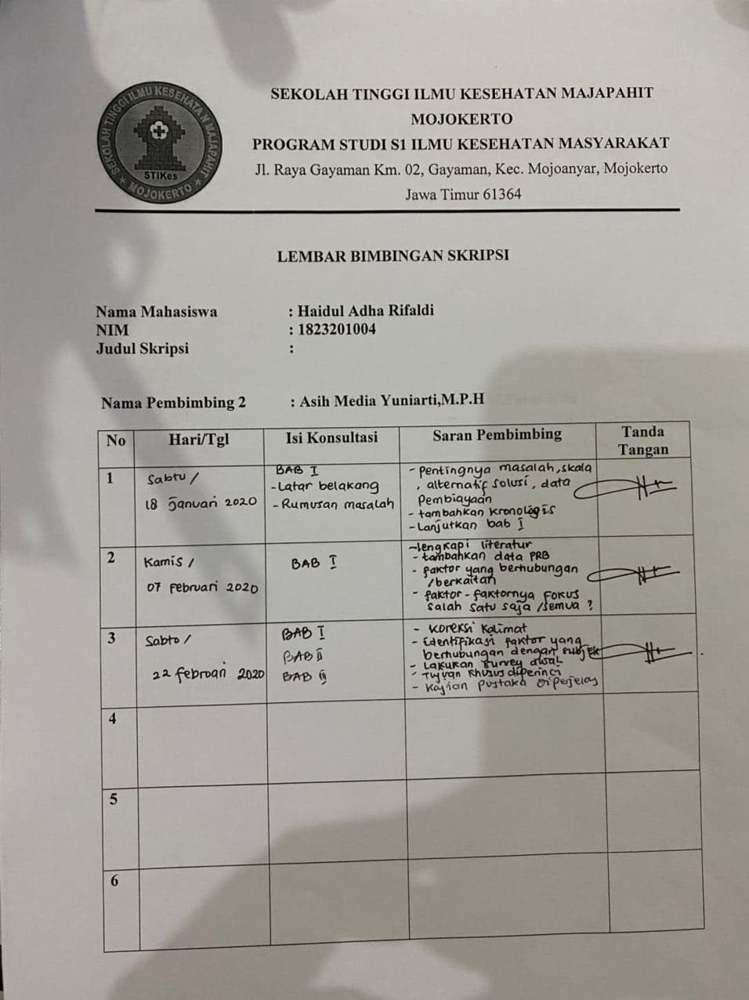 SEKOLAH TINGGI ILMU KESEHATAN MAJAPAHIT
MOJOKERTO
STIKes
SEKOLAH TINGGI ILMU KESEHATAN MAJAPAHIT
MOJOKERTO
PROGRAM STUDI S1 ILMU KESEHATAN MASYARAKAT
Jl. Raya Gayaman Km. 02, Gayaman, Kec. Mojoanyar, Mojokerto
Jawa Timur 61364
LEMBAR BIMBINGAN SKRIPSI
Nama Mahasiswa : Haidul Adha Rifaldi
NIM : 1823201004
Judul Skripsi :
Nama Pembimbing 2 : Asih Media Yuniarti,M.P.H
No Hari/Tgl Isi Konsultasi Saran Pembimbing Tanda Tangan
1
Sabtu /
18 Januari 2020
BAB I
-Latar belakang
- Rumusan masalah
- Pentingnya masalah, skala
, alternatif solusi, data
Pembiayaan
- tambahkan kronologis
- Lanjutkan bab I
2
Kamis /
07 Februari 2020
BAB I
-lengkapi literatur
- tambahkan data PRB
- faktor yang berhubungan
/berkaitan
- faktor - faktornya fokus
salah satu saja /semua ?
3
Sabto /
22 februari 2020
BAB I
BAB II
BAB III
- Koreksi kalimat
- Identifikasi faktor yang
berhubungan dengan subjek
- Lakukan survey awal
- Tujuan Khusus diperinci
- Kajian pustaka diperjelas
4
5
6